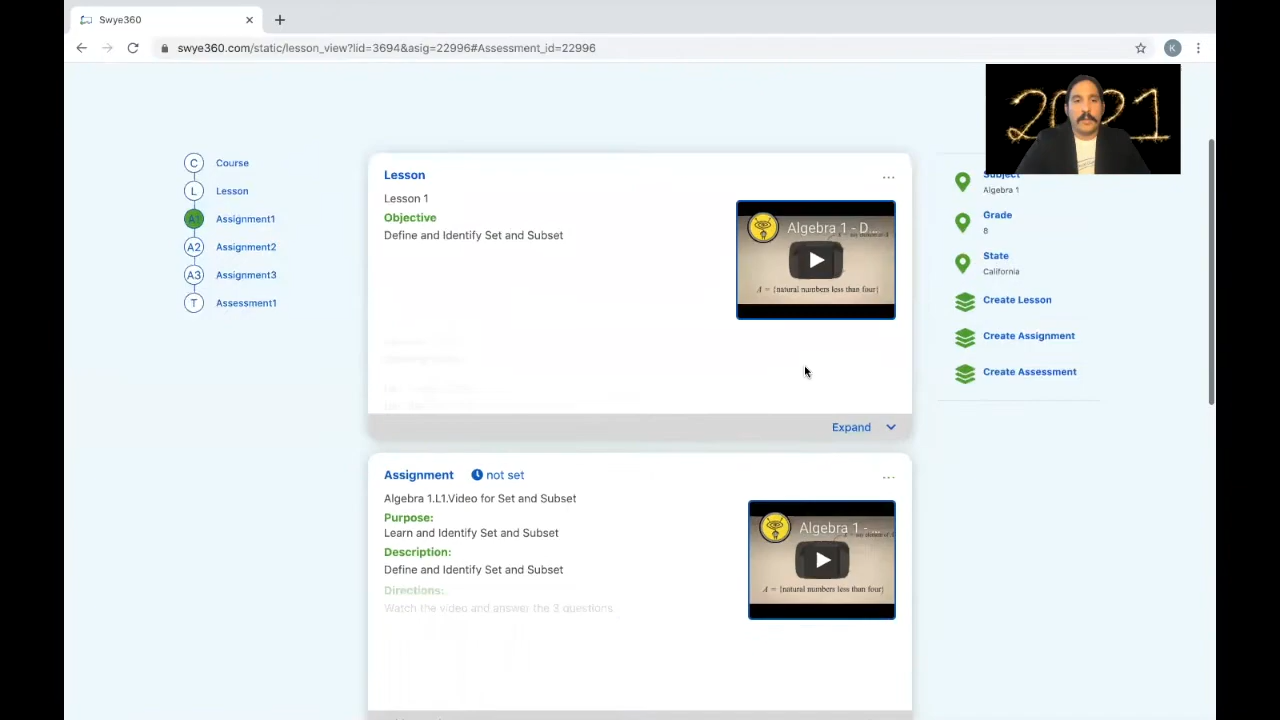 Swye360
swye360.com/static/lesson_view?lid=3694&asig=22996#Assessment_id=22996
K
2021
C Course
L Lesson
A1 Assignment1
A2 Assignment2
A3 Assignment3
T Assessment1
Lesson
Lesson 1
Objective
Define and Identify Set and Subset
Algebra 1 - D...
A = {natural numbers less than four}
Expand
Assignment not set
Algebra 1.L1.Video for Set and Subset
Purpose:
Learn and Identify Set and Subset
Description:
Define and Identify Set and Subset
Directions:
Watch the video and answer the 3 questions
Algebra 1 - ...
A = {natural numbers less than four}
Subject
Algebra 1
Grade
8
State
California
Create Lesson
Create Assignment
Create Assessment